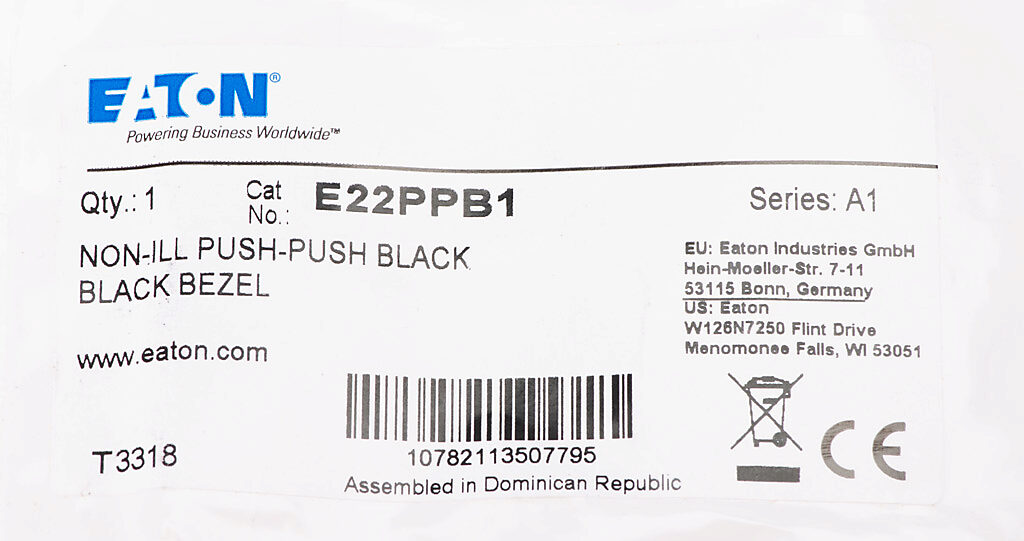 EATON®
Powering Business Worldwide™
Qty.: 1 Cat No.: E22PPB1 Series: A1
NON-ILL PUSH-PUSH BLACK
BLACK BEZEL
www.eaton.com
EU: Eaton Industries GmbH
Hein-Moeller-Str. 7-11
53115 Bonn, Germany
US: Eaton
W126N7250 Flint Drive
Menomonee Falls, WI 53051
T3318
10782113507795
Assembled in Dominican Republic
CE